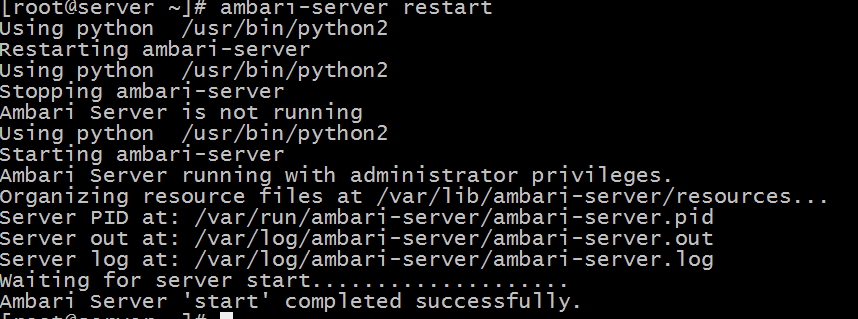 [root@server ~]# ambari-server restart
Using python  /usr/bin/python2
Restarting ambari-server
Using python  /usr/bin/python2
Stopping ambari-server
Ambari Server is not running
Using python  /usr/bin/python2
Starting ambari-server
Ambari Server running with administrator privileges.
Organizing resource files at /var/lib/ambari-server/resources...
Server PID at: /var/run/ambari-server/ambari-server.pid
Server out at: /var/log/ambari-server/ambari-server.out
Server log at: /var/log/ambari-server/ambari-server.log
Waiting for server start.....................
Ambari Server 'start' completed successfully.
[root@server ~]#